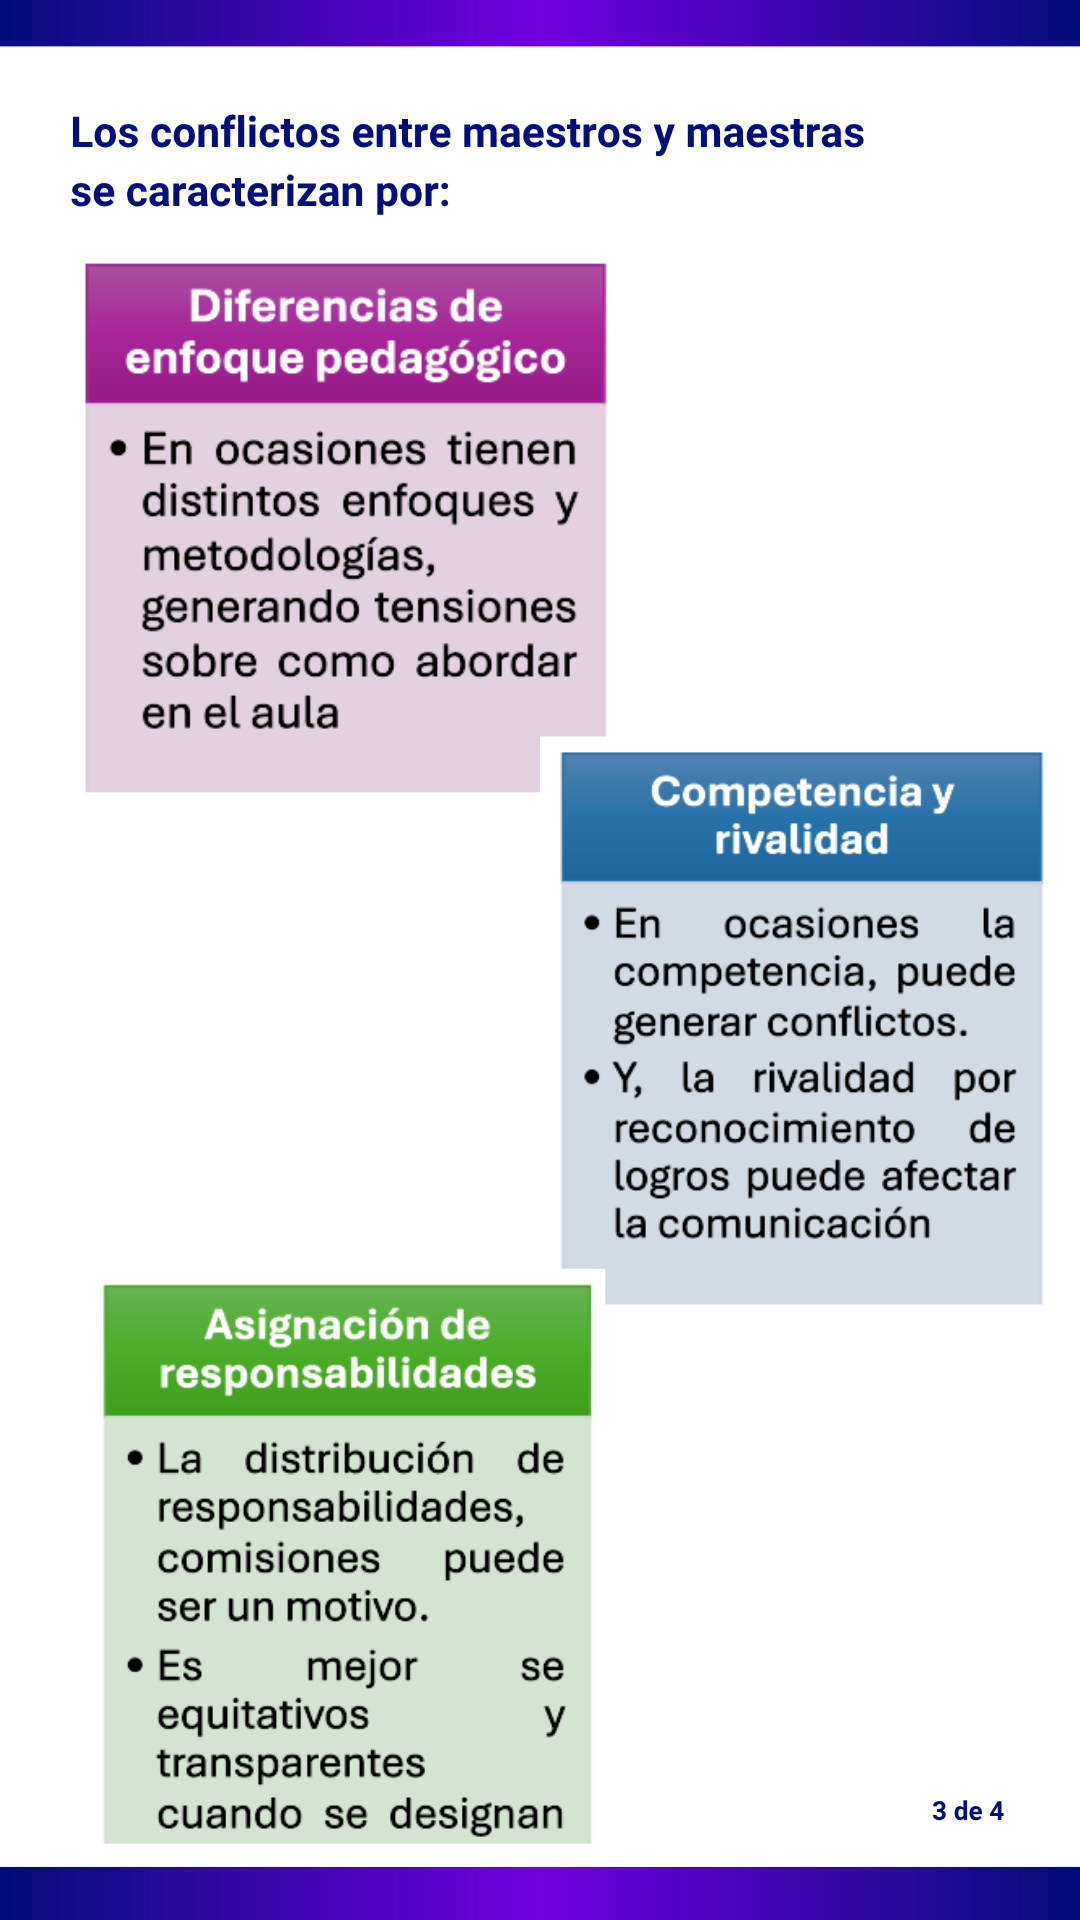 Los conflictos entre maestros y maestras
se caracterizan por:
Diferencias de
enfoque pedagógico
• En ocasiones tienen
distintos enfoques y
metodologías,
generando tensiones
sobre como abordar
en el aula
Competencia y
rivalidad
• En ocasiones la
competencia, puede
generar conflictos.
• Y, la rivalidad por
reconocimiento de
logros puede afectar
la comunicación
Asignación de
responsabilidades
• La distribución de
responsabilidades,
comisiones puede
ser un motivo.
• Es mejor se
equitativos y
transparentes
cuando se designan
3 de 4